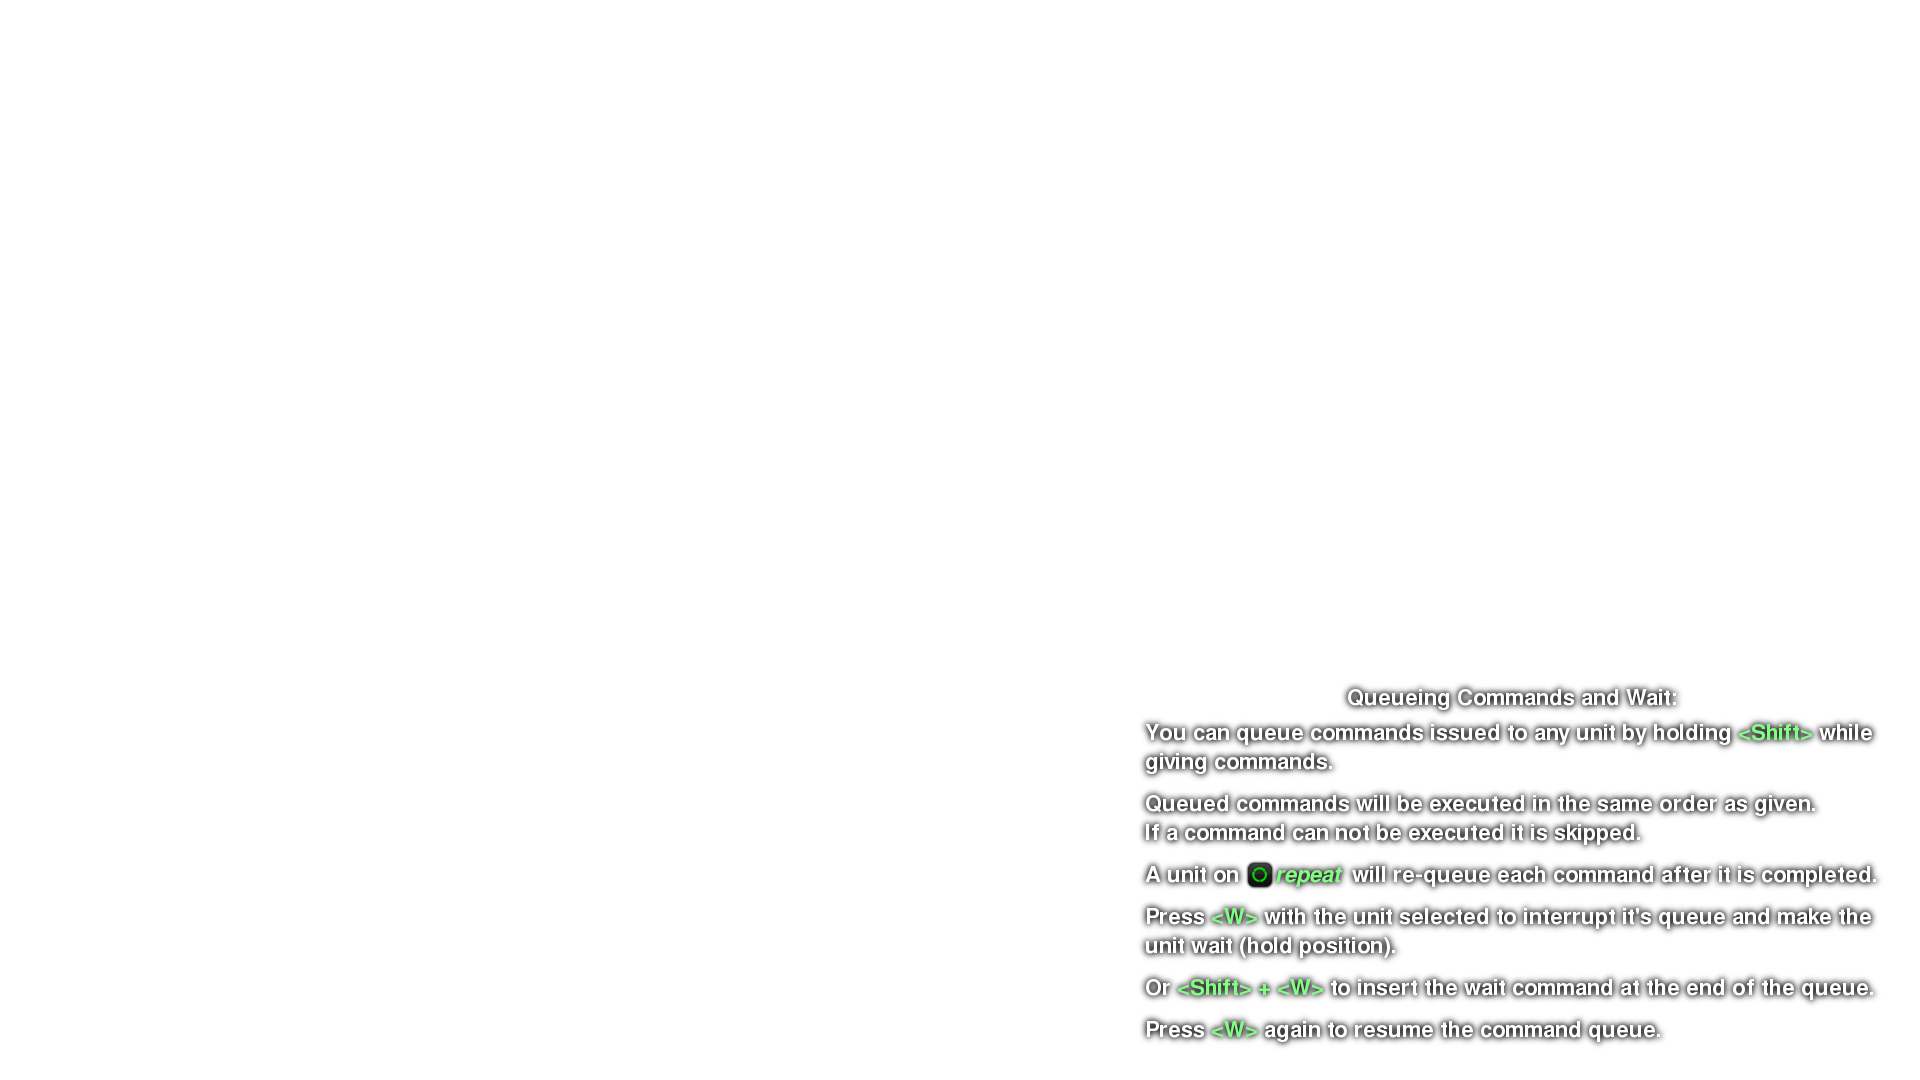 Queueing Commands and Wait:
You can queue commands issued to any unit by holding <Shift> while
giving commands.
Queued commands will be executed in the same order as given.
If a command can not be executed it is skipped.
A unit on repeat will re-queue each command after it is completed.
Press <W> with the unit selected to interrupt it's queue and make the
unit wait (hold position).
Or <Shift> + <W> to insert the wait command at the end of the queue.
Press <W> again to resume the command queue.